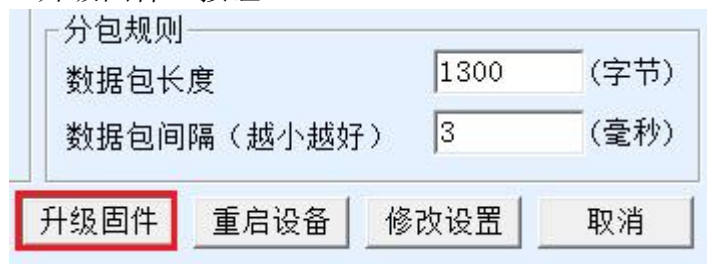 分包规则
数据包长度 1300 (字节)
数据包间隔（越小越好） 3 (毫秒)
升级固件 重启设备 修改设置 取消